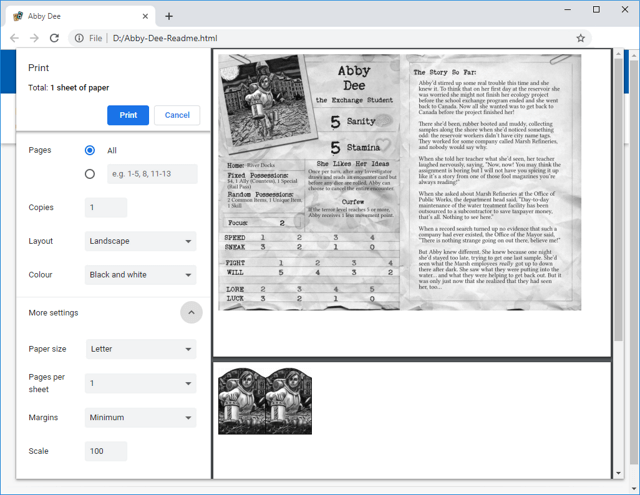 Abby Dee
File
D:/Abby-Dee-Readme.html
Print
Total: 1 sheet of paper
Print
Cancel
Pages
All
e.g. 1-5, 8, 11-13
Copies
1
Layout
Landscape
Colour
Black and white
More settings
Paper size
Letter
Pages per
sheet
1
Margins
Minimum
Scale
100
Abby
Dee
the Exchange Student
5 Sanity
5 Stamina
Home: River Docks
Fixed Possessions:
$4, 1 Ally (Conorton), 1 Special
(Rail Pass)
Random Possessions:
2 Common Items, 1 Unique Item,
1 Skill
Focus: 2
She Likes Her Ideas
Once per turn, after any investigator
draws and reads an encounter card but
before any dice are rolled, Abby can
choose to cancel the entire encounter.
Curfew
If the terror level reaches 5 or more,
Abby receives 1 less movement point.
SPEED 1 2 3 4
SNEAK 3 2 1 0
FIGHT 1 2 3 4
WILL 5 4 3 2
LORE 2 3 4 5
LUCK 3 2 1 0
The Story So Far:
Abby'd stirred up some real trouble this time and she
knew it. To think that on her first day at the reservoir she
was worried she might not finish her ecology project
before the school exchange program ended and she went
back to Canada. Now all she wanted was to get back to
Canada before the project finished her!
There she'd been, rubber booted and muddy, collecting
samples along the shore when she'd noticed something
odd: the reservoir workers didn't have city name tags.
They worked for some company called Marsh Refineries,
and nobody would say why.
When she told her teacher what she'd seen, her teacher
laughed nervously, saying, "Now, now! You may think the
assignment is boring but I will not have you spicing it up
like it's a story from one of those foul magazines you're
always reading!"
When she asked about Marsh Refineries at the Office of
Public Works, the department head said, "Day-to-day
maintenance of the water treatment facility has been
outsourced to a subcontractor to save taxpayer money,
that's all. Nothing to see here."
When a record search turned up no evidence that such a
company had ever existed, the Office of the Mayor said,
"There is nothing strange going on out there, believe me!"
But Abby knew different. She knew because one night
she'd stayed too late, trying to get one last sample. She'd
seen what the Marsh employees really got up to down
there after dark. She saw what they were putting into the
water... and what they were helping to get back out. But it
was only just now that she realized that they had seen
her, too...